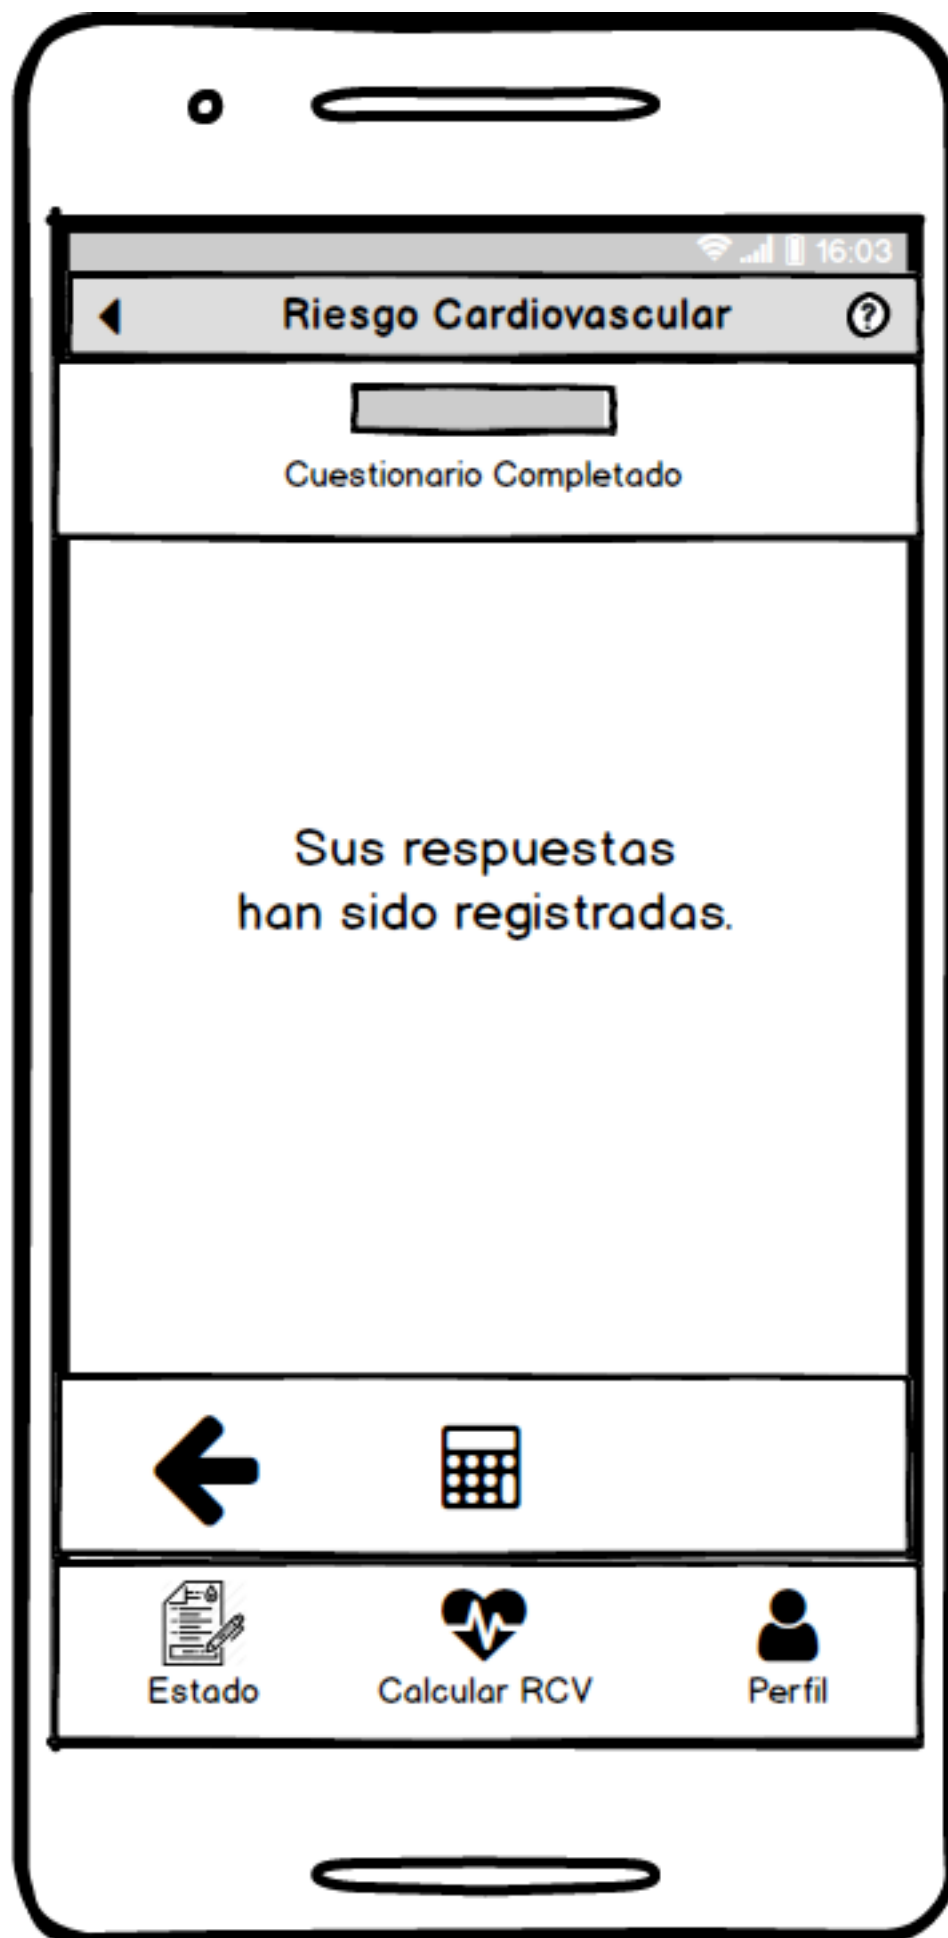 16:03
Riesgo Cardiovascular
?
Cuestionario Completado
Sus respuestas
han sido registradas.
Estado
Calcular RCV
Perfil